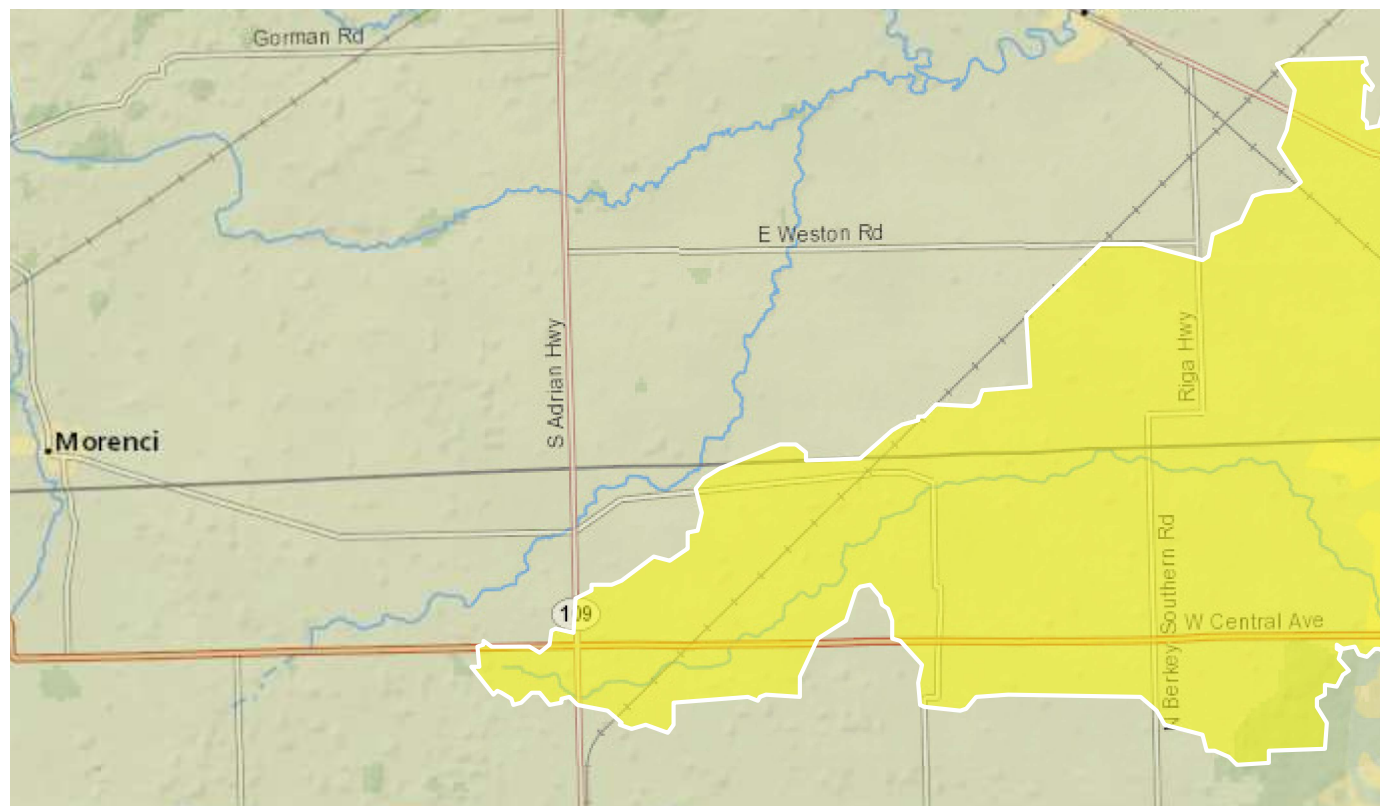 Gorman Rd
E Weston Rd
S Adrian Hwy
Riga Hwy
Morenci
109
N Berkey Southern Rd
W Central Ave